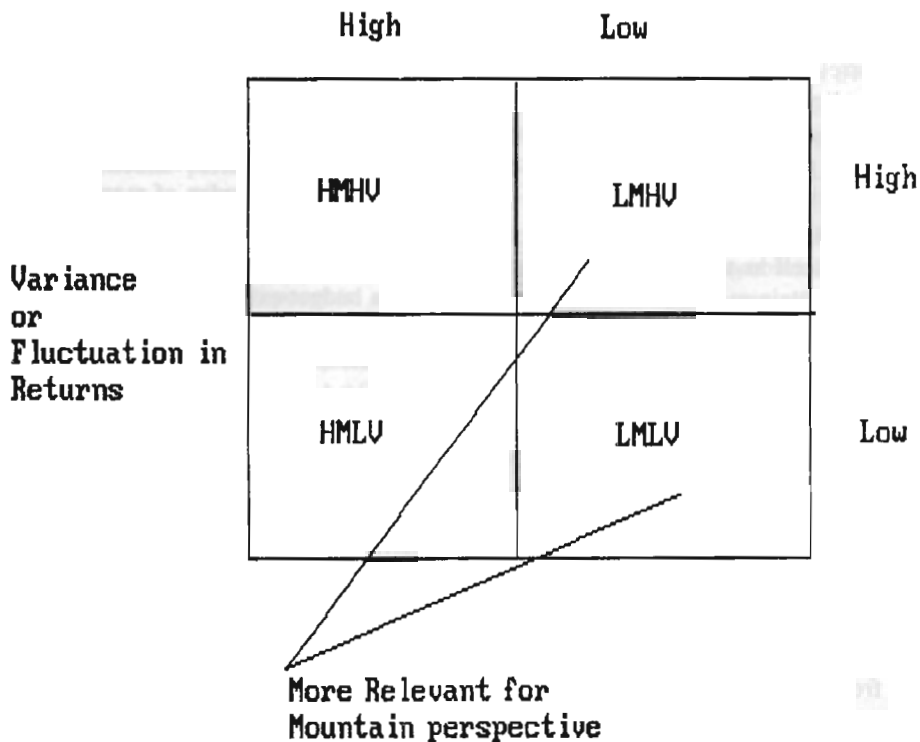 High Low
HMHV LMHV High
Variance
or
Fluctuation in
Returns
HMLV LMLV Low
More Relevant for
Mountain perspective